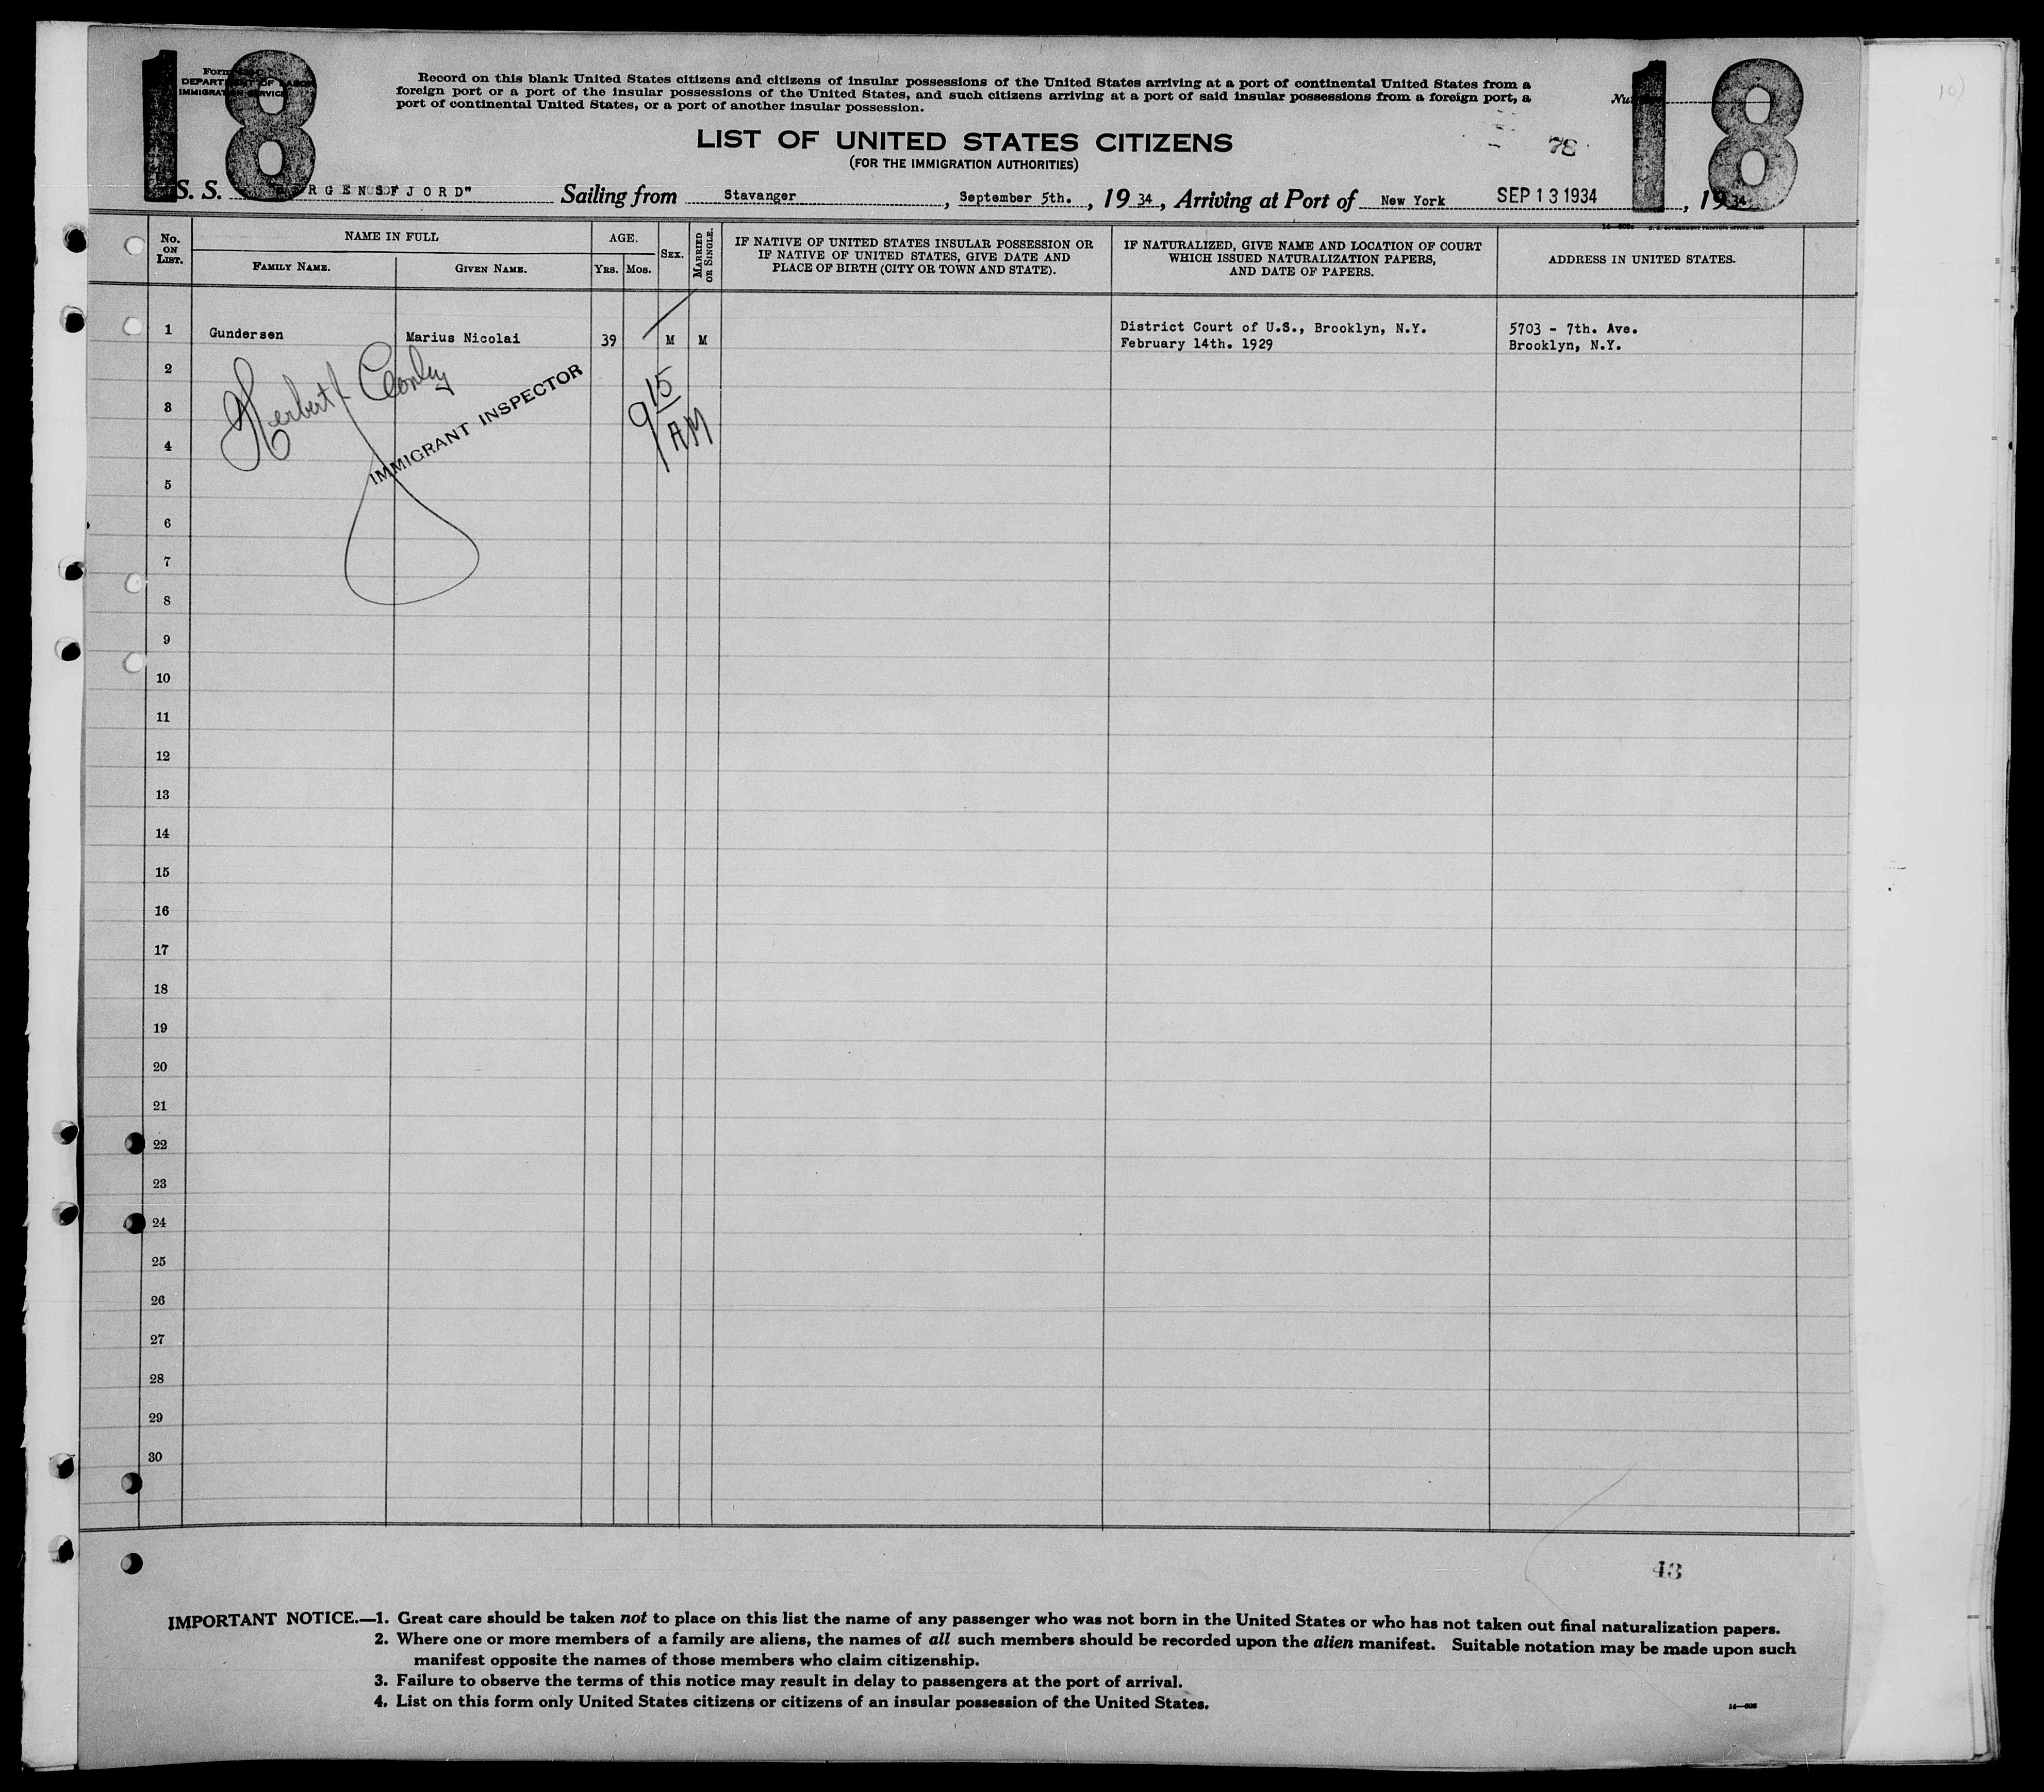 18
18
Form
DEPARTMENT OF LABOR
IMMIGRATION SERVICE
Record on this blank United States citizens and citizens of insular possessions of the United States arriving at a port of continental United States from a
foreign port or a port of the insular possessions of the United States, and such citizens arriving at a port of said insular possessions from a foreign port, a
port of continental United States, or a port of another insular possession.
LIST OF UNITED STATES CITIZENS
(FOR THE IMMIGRATION AUTHORITIES)
78
S. S. "BERGENSFJORD" Sailing from Stavanger, September 5th., 19 34, Arriving at Port of New York SEP 13 1934, 19 34
No. ON LIST.
NAME IN FULL
FAMILY NAME.
GIVEN NAME.
AGE.
YRS. MOS.
SEX.
MARRIED OR SINGLE.
IF NATIVE OF UNITED STATES INSULAR POSSESSION OR
IF NATIVE OF UNITED STATES, GIVE DATE AND
PLACE OF BIRTH (CITY OR TOWN AND STATE).
IF NATURALIZED, GIVE NAME AND LOCATION OF COURT
WHICH ISSUED NATURALIZATION PAPERS,
AND DATE OF PAPERS.
ADDRESS IN UNITED STATES.
1 Gundersen Marius Nicolai 39 M M District Court of U.S., Brooklyn, N.Y. 5703 - 7th. Ave.
February 14th. 1929 Brooklyn, N.Y.
2
Herbert
IMMIGRANT INSPECTOR
9 15 AM
3
4
5
6
7
8
9
10
11
12
13
14
15
16
17
18
19
20
21
22
23
24
25
26
27
28
29
30
43
IMPORTANT NOTICE.—1. Great care should be taken not to place on this list the name of any passenger who was not born in the United States or who has not taken out final naturalization papers.
2. Where one or more members of a family are aliens, the names of all such members should be recorded upon the alien manifest. Suitable notation may be made upon such
manifest opposite the names of those members who claim citizenship.
3. Failure to observe the terms of this notice may result in delay to passengers at the port of arrival.
4. List on this form only United States citizens or citizens of an insular possession of the United States.